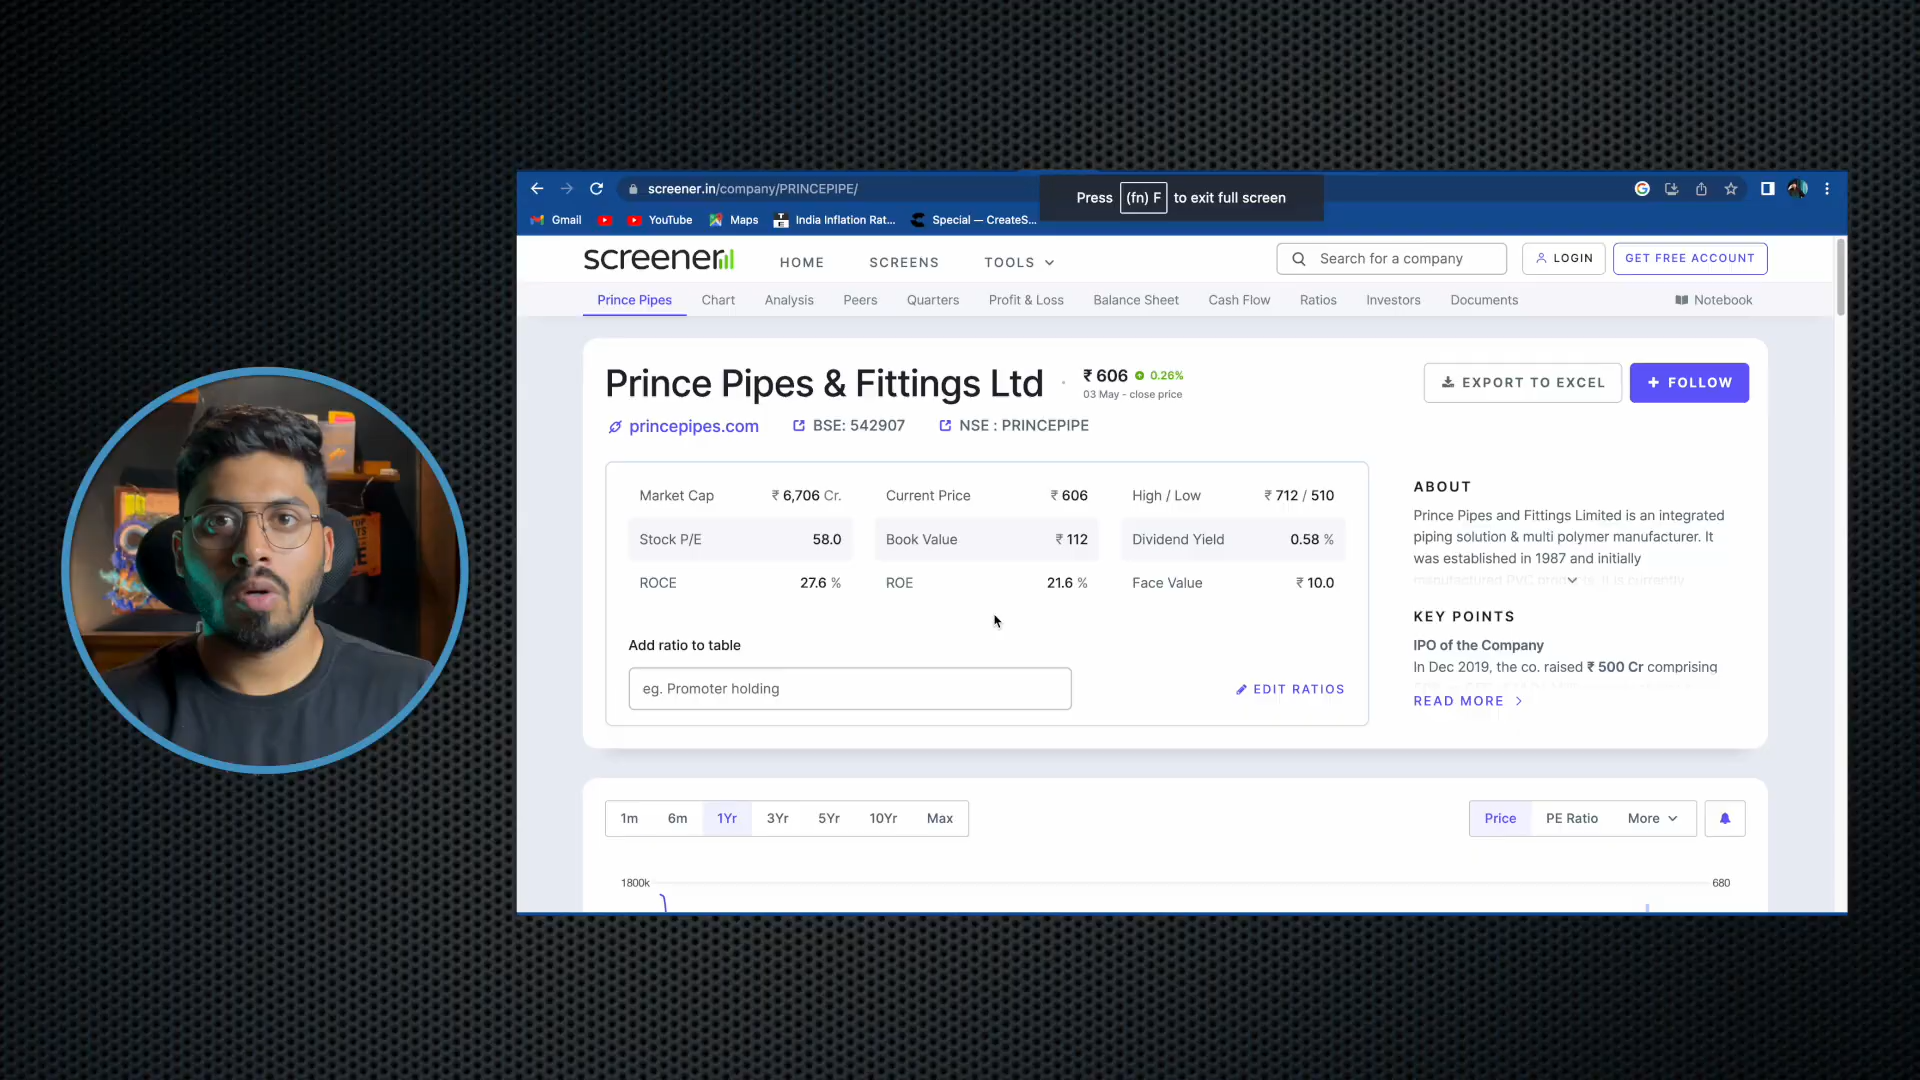 screener.in/company/PRINCEPIPE/
Press (fn) F to exit full screen
Gmail
YouTube
Maps
India Inflation Rat...
Special — CreateS...
screener
HOME
SCREENS
TOOLS
Search for a company
LOGIN
GET FREE ACCOUNT
Prince Pipes
Chart
Analysis
Peers
Quarters
Profit & Loss
Balance Sheet
Cash Flow
Ratios
Investors
Documents
Notebook
Prince Pipes & Fittings Ltd
₹ 606 0.26%
03 May - close price
EXPORT TO EXCEL
+ FOLLOW
princepipes.com
BSE: 542907
NSE : PRINCEPIPE
Market Cap ₹ 6,706 Cr.
Current Price ₹ 606
High / Low ₹ 712 / 510
Stock P/E 58.0
Book Value ₹ 112
Dividend Yield 0.58 %
ROCE 27.6 %
ROE 21.6 %
Face Value ₹ 10.0
Add ratio to table
eg. Promoter holding
EDIT RATIOS
ABOUT
Prince Pipes and Fittings Limited is an integrated
piping solution & multi polymer manufacturer. It
was established in 1987 and initially
manufactured PVC products. It is currently
KEY POINTS
IPO of the Company
In Dec 2019, the co. raised ₹ 500 Cr comprising
READ MORE
1m
6m
1Yr
3Yr
5Yr
10Yr
Max
Price
PE Ratio
More
1800k
680